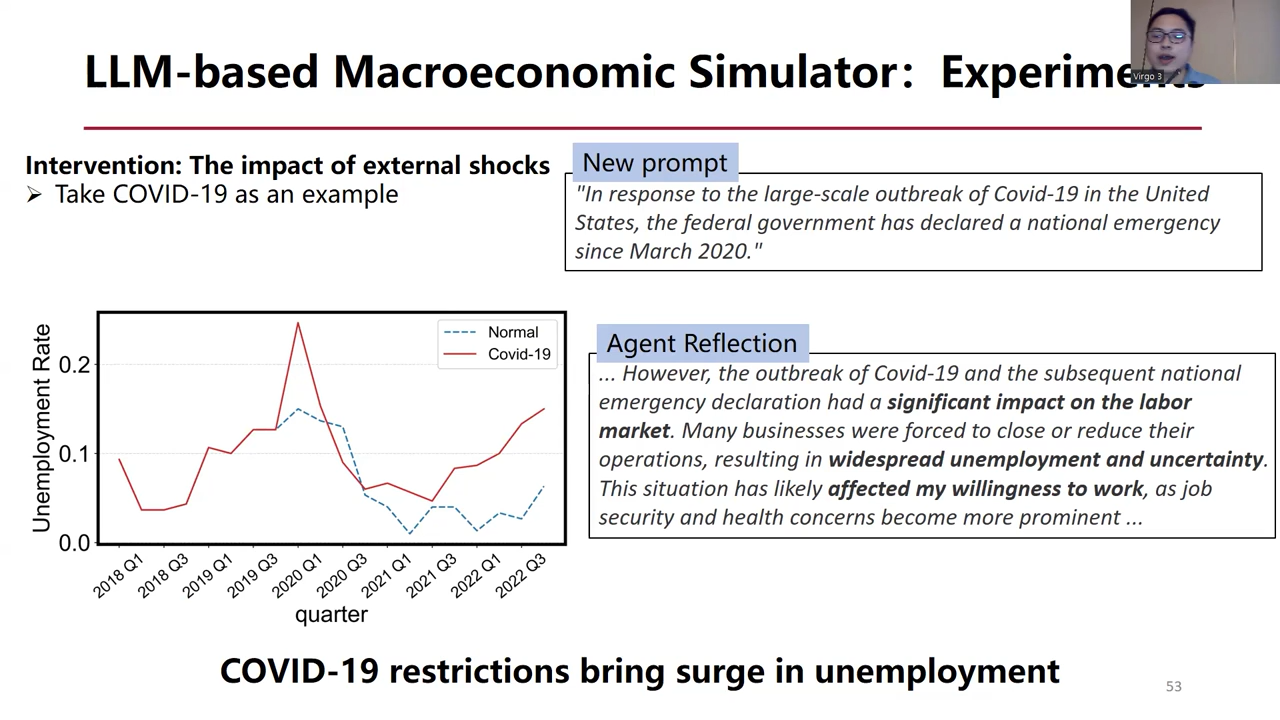 LLM-based Macroeconomic Simulator: Experiments
Virgo 3
Intervention: The impact of external shocks
➢ Take COVID-19 as an example
New prompt
"In response to the large-scale outbreak of Covid-19 in the United
States, the federal government has declared a national emergency
since March 2020."
Unemployment Rate
0.2
0.1
0.0
Normal
Covid-19
2018 Q1
2018 Q3
2019 Q1
2019 Q3
2020 Q1
2020 Q3
2021 Q1
2021 Q3
2022 Q1
2022 Q3
quarter
Agent Reflection
... However, the outbreak of Covid-19 and the subsequent national
emergency declaration had a significant impact on the labor
market. Many businesses were forced to close or reduce their
operations, resulting in widespread unemployment and uncertainty.
This situation has likely affected my willingness to work, as job
security and health concerns become more prominent ...
COVID-19 restrictions bring surge in unemployment
53